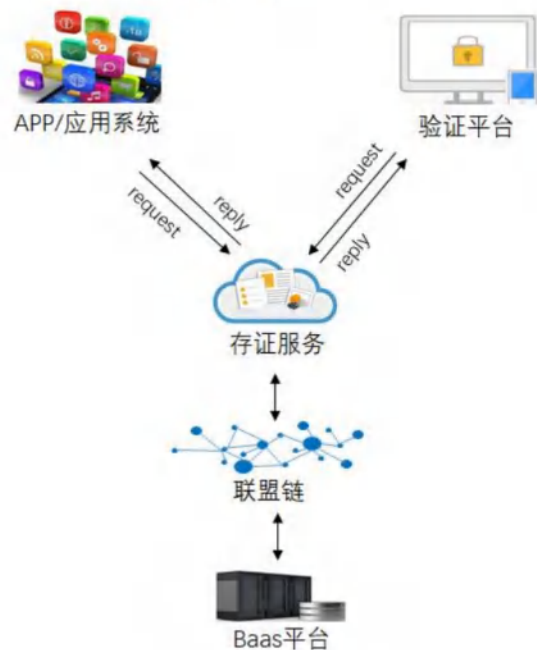 APP/应用系统
验证平台
request
reply
request
reply
存证服务
联盟链
Baas平台